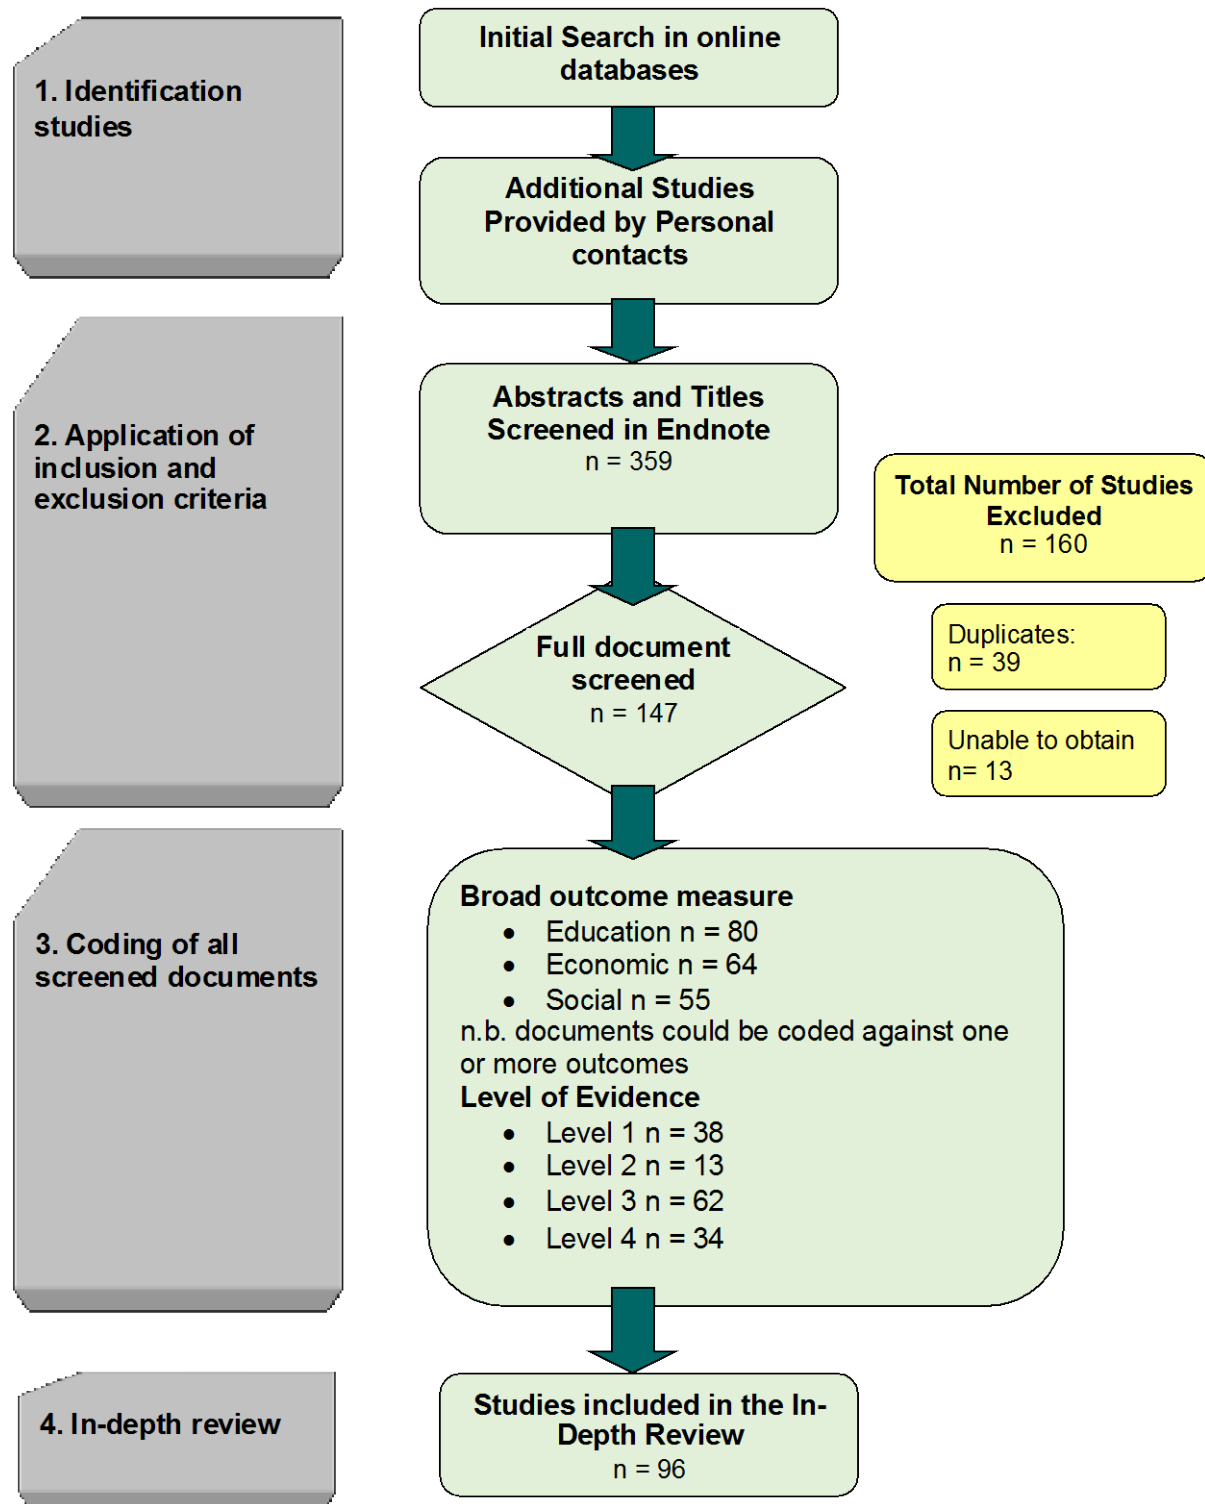 1. Identification
studies
Initial Search in online
databases
Additional Studies
Provided by Personal
contacts
2. Application of
inclusion and
exclusion criteria
Abstracts and Titles
Screened in Endnote
n = 359
Total Number of Studies
Excluded
n = 160
Full document
screened
n = 147
Duplicates:
n = 39
Unable to obtain
n= 13
3. Coding of all
screened documents
Broad outcome measure
• Education n = 80
• Economic n = 64
• Social n = 55
n.b. documents could be coded against one
or more outcomes
Level of Evidence
• Level 1 n = 38
• Level 2 n = 13
• Level 3 n = 62
• Level 4 n = 34
4. In-depth review
Studies included in the In-
Depth Review
n = 96